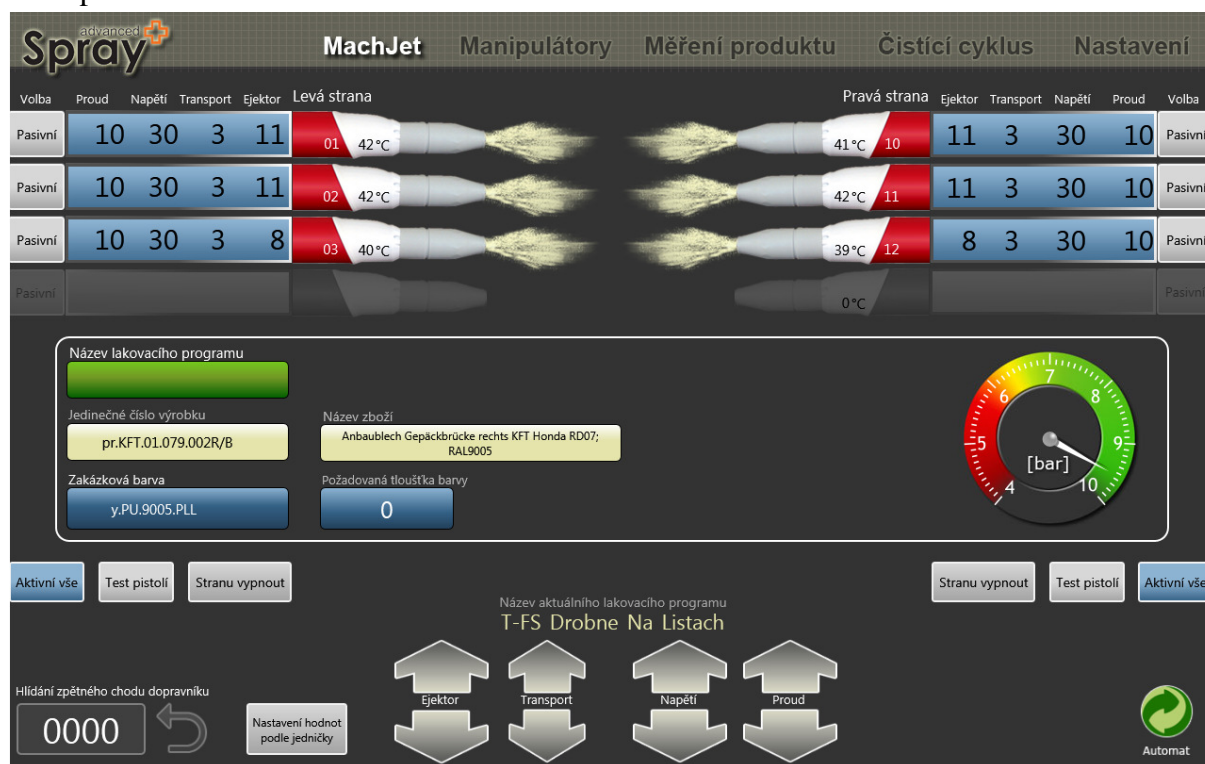 advanced
Spray
MachJet Manipulátory Měření produktu Čistící cyklus Nastavení
Volba Proud Napětí Transport Ejektor Levá strana Pravá strana Ejektor Transport Napětí Proud Volba
Pasivní 10 30 3 11 01 42°C 41°C 10 11 3 30 10 Pasivní
Pasivní 10 30 3 11 02 42°C 42°C 11 11 3 30 10 Pasivní
Pasivní 10 30 3 8 03 40°C 39°C 12 8 3 30 10 Pasivní
Pasivní 0°C Pasivní
Název lakovacího programu
Jedinečné číslo výrobku Název zboží
pr.KFT.01.079.002R/B Anbaublech Gepäckbrücke rechts KFT Honda RD07;
RAL9005
Zakázková barva Požadovaná tloušťka barvy
y.PU.9005.PLL 0
4 5 6 7 8 9 10
[bar]
Aktivní vše Test pistolí Stranu vypnout Stranu vypnout Test pistolí Aktivní vše
Název aktuálního lakovacího programu
T-FS Drobne Na Listach
Hlídání zpětného chodu dopravníku Ejektor Transport Napětí Proud
0000 Nastavení hodnot
podle jedničky
Automat